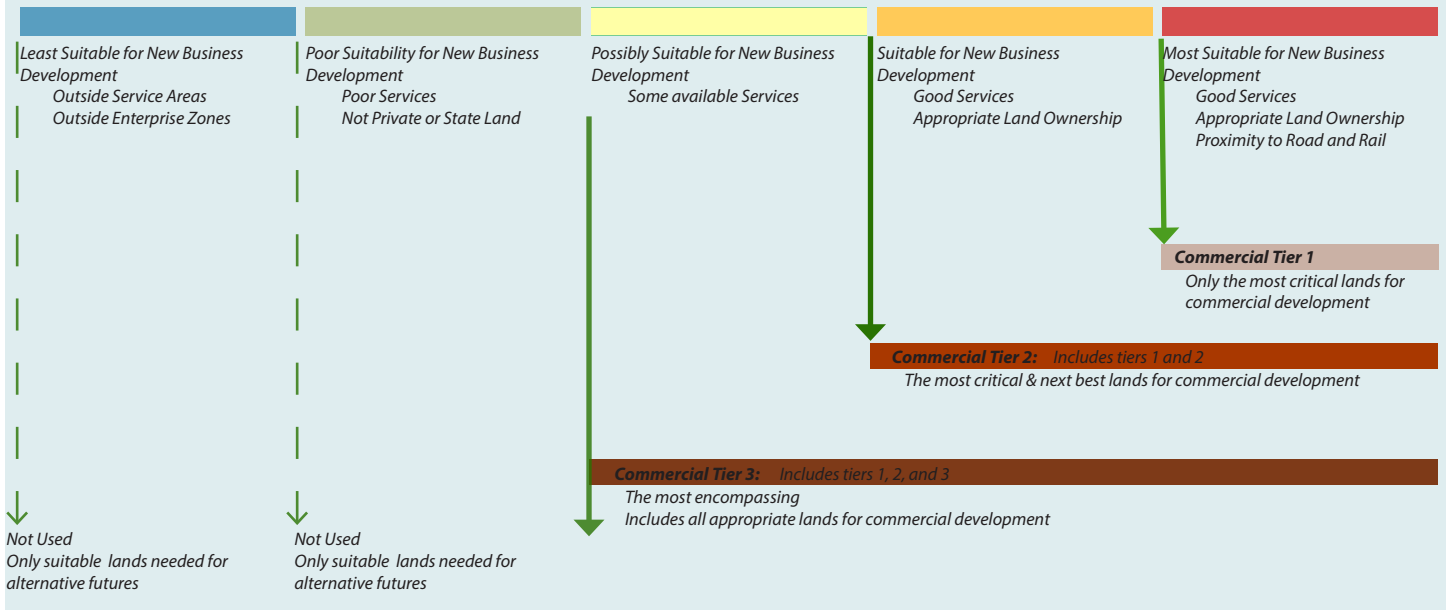 Least Suitable for New Business
Development
Outside Service Areas
Outside Enterprise Zones
Poor Suitability for New Business
Development
Poor Services
Not Private or State Land
Possibly Suitable for New Business
Development
Some available Services
Suitable for New Business
Development
Good Services
Appropriate Land Ownership
Most Suitable for New Business
Development
Good Services
Appropriate Land Ownership
Proximity to Road and Rail
Commercial Tier 1
Only the most critical lands for
commercial development
Commercial Tier 2: Includes tiers 1 and 2
The most critical & next best lands for commercial development
Commercial Tier 3: Includes tiers 1, 2, and 3
The most encompassing
Includes all appropriate lands for commercial development
Not Used
Only suitable lands needed for
alternative futures
Not Used
Only suitable lands needed for
alternative futures